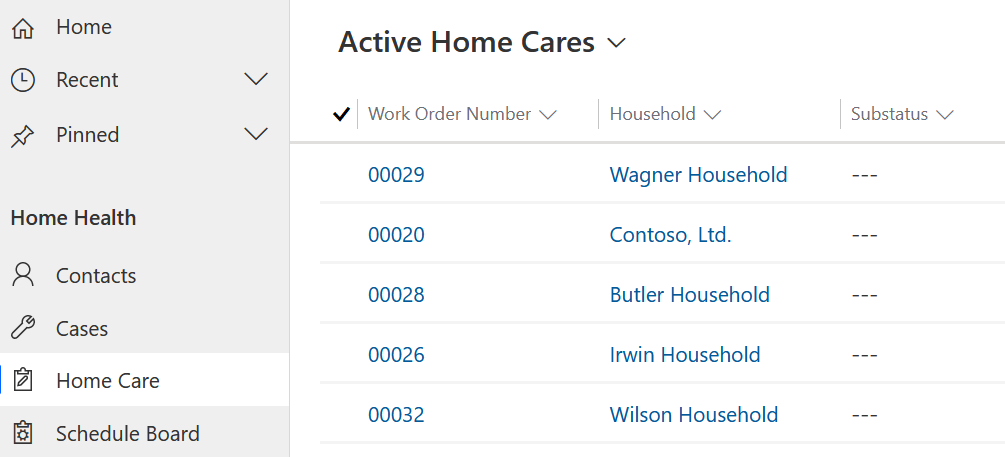 Home
Recent
Pinned
Home Health
Contacts
Cases
Home Care
Schedule Board
Active Home Cares
Work Order Number Household Substatus
00029 Wagner Household ---
00020 Contoso, Ltd. ---
00028 Butler Household ---
00026 Irwin Household ---
00032 Wilson Household ---